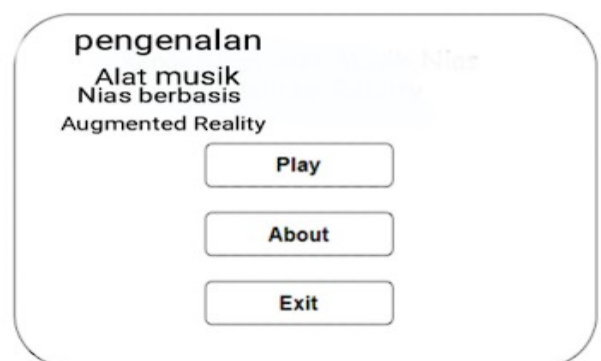 pengenalan
Alat musik
Nias berbasis
Augmented Reality
Play
About
Exit